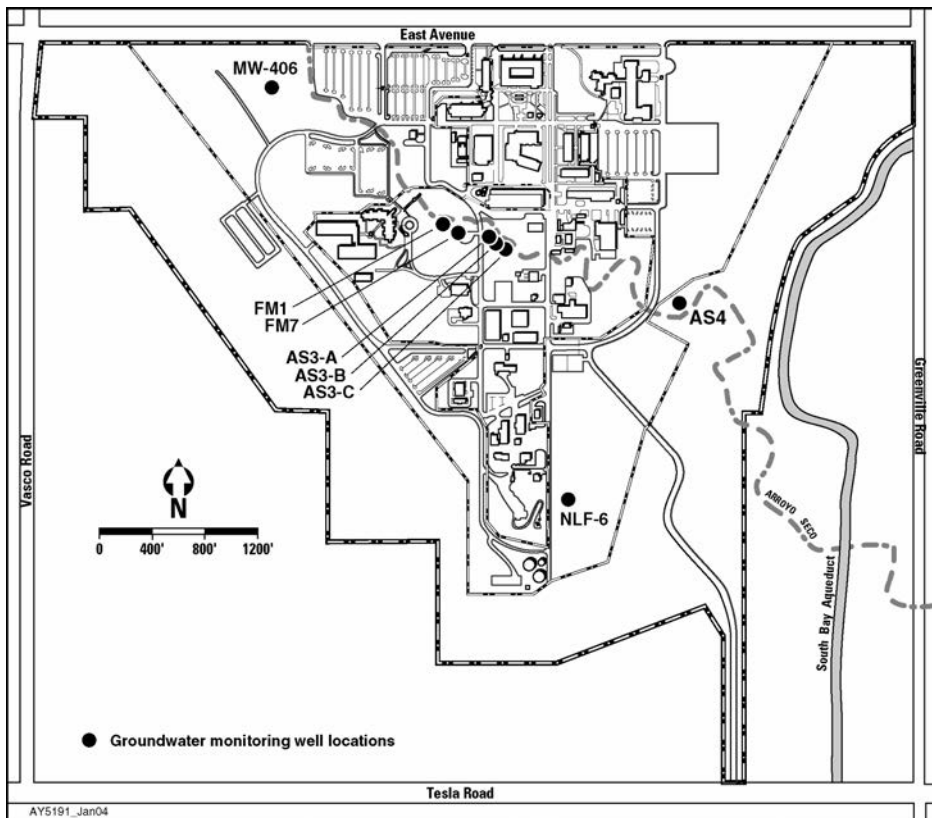 East Avenue
MW-406
FM1
FM7
AS3-A
AS3-B
AS3-C
AS4
NLF-6
Vasco Road
Greenville Road
ARROYO SECO
South Bay Aqueduct
N
0 400' 800' 1200'
Groundwater monitoring well locations
Tesla Road
AY5191_Jan04